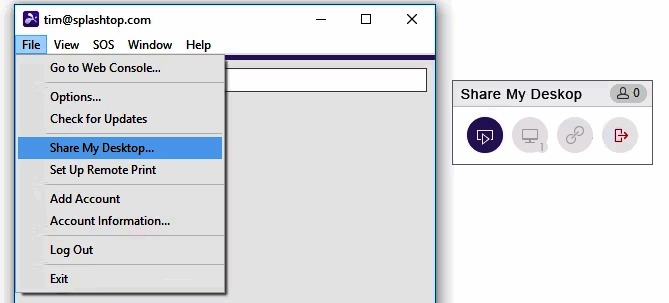 tim@splashtop.com
File View SOS Window Help
Go to Web Console...
Options...
Check for Updates
Share My Desktop...
Set Up Remote Print
Add Account
Account Information...
Log Out
Exit
Share My Deskop 0
1